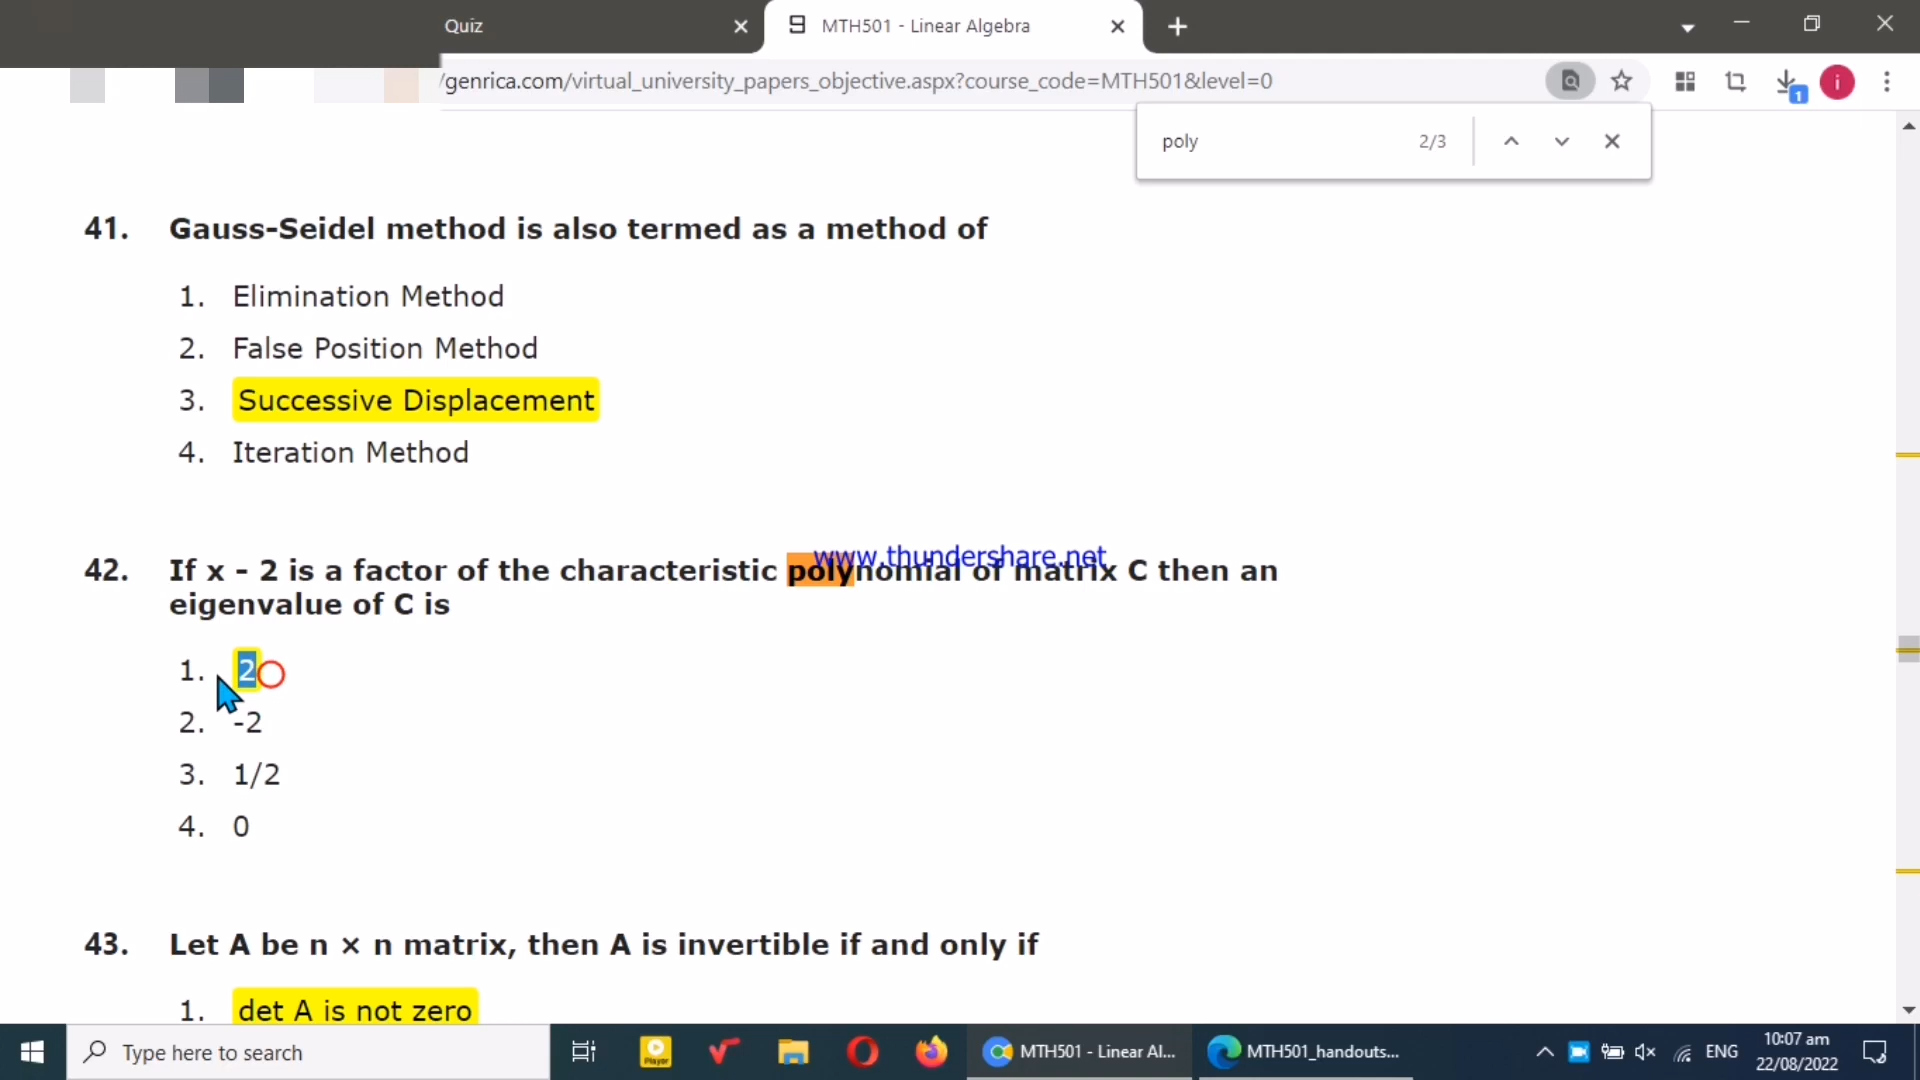 Quiz
MTH501 - Linear Algebra
/genrica.com/virtual_university_papers_objective.aspx?course_code=MTH501&level=0
1
i
poly
2/3
41. Gauss-Seidel method is also termed as a method of
1. Elimination Method
2. False Position Method
3. Successive Displacement
4. Iteration Method
www.thundershare.net
42. If x - 2 is a factor of the characteristic polynomial of matrix C then an
eigenvalue of C is
1. 2
2. -2
3. 1/2
4. 0
43. Let A be n × n matrix, then A is invertible if and only if
1. det A is not zero
Type here to search
Player
MTH501 - Linear Al...
MTH501_handouts...
ENG
10:07 am
22/08/2022